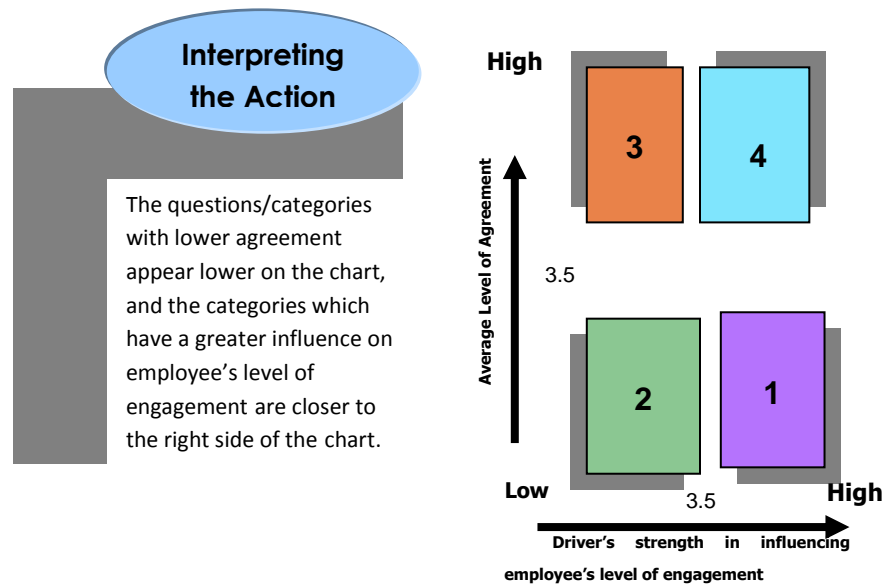 Interpreting
the Action
The questions/categories
with lower agreement
appear lower on the chart,
and the categories which
have a greater influence on
employee’s level of
engagement are closer to
the right side of the chart.
High
Average Level of Agreement
3
4
3.5
2
1
Low
3.5
High
Driver’s strength in influencing
employee’s level of engagement